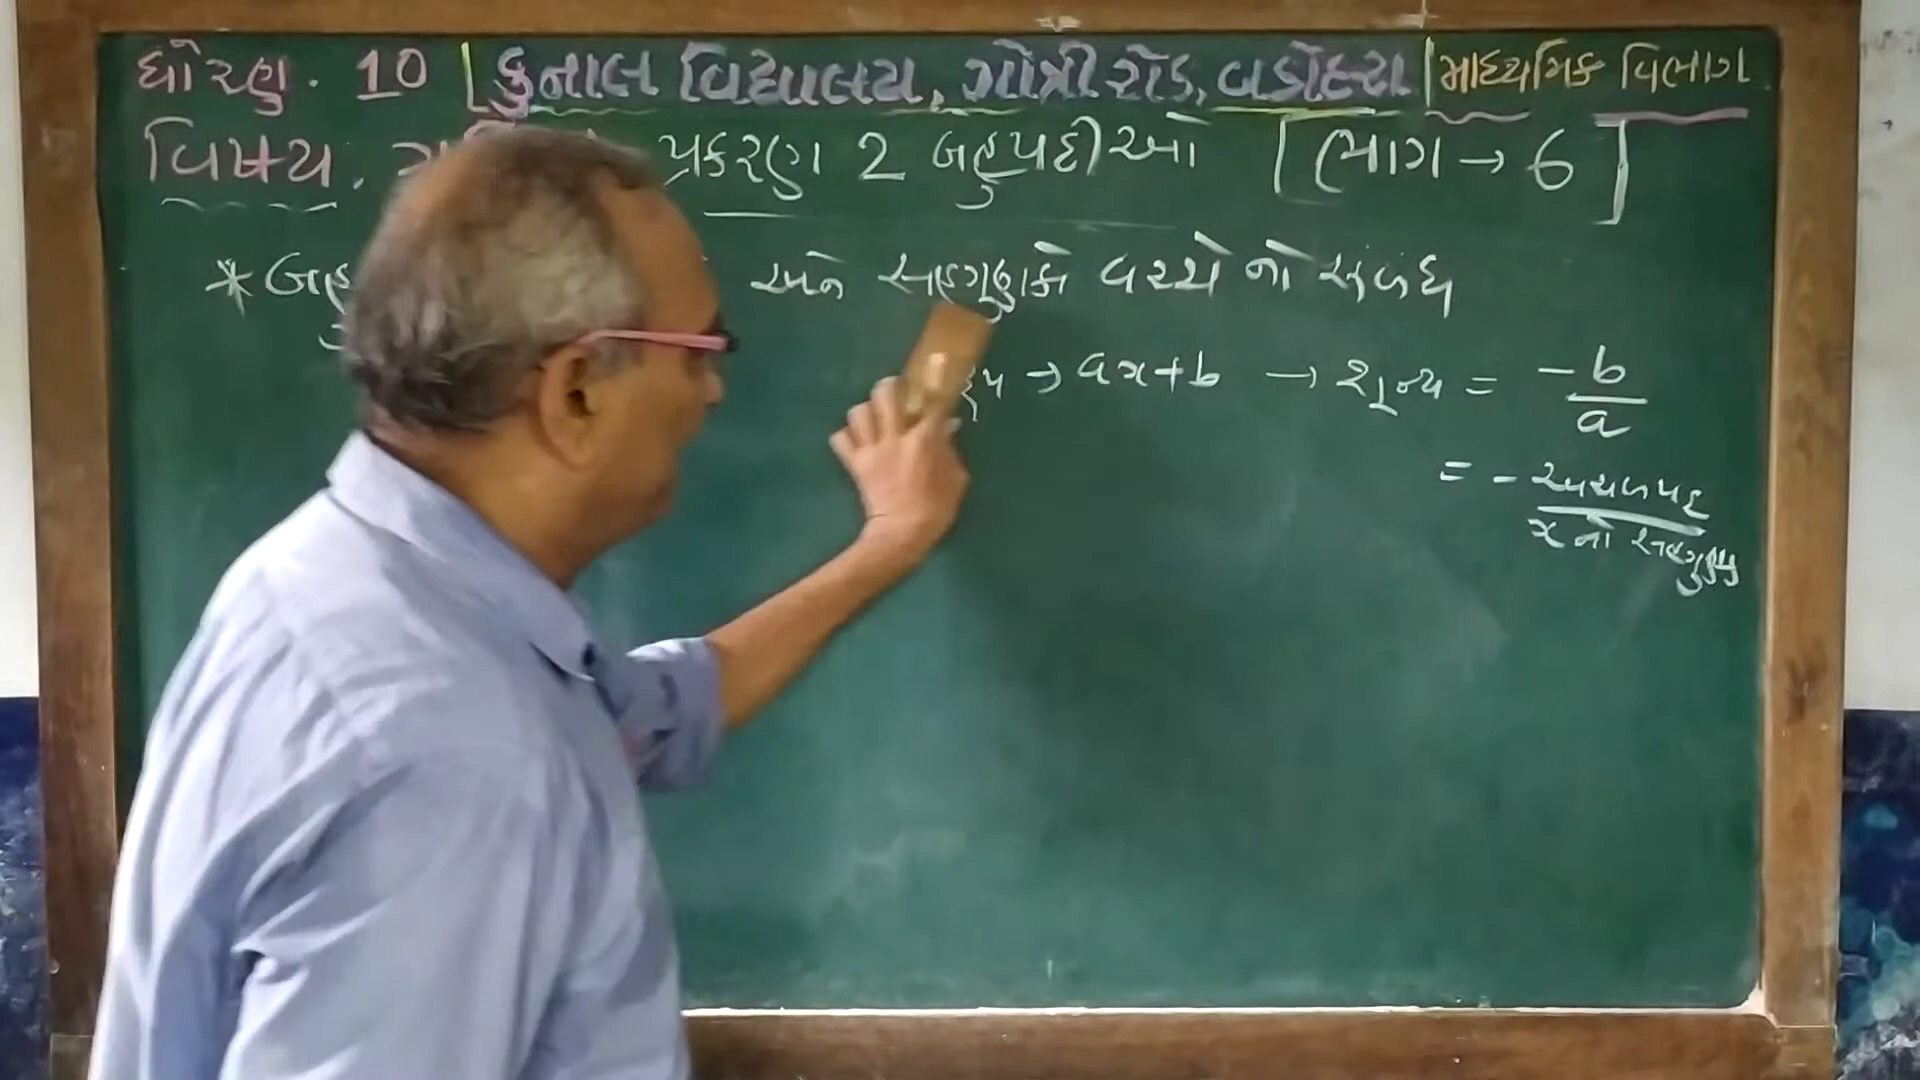 ધોરણ. 10 કુનાલ વિદ્યાલય, ગોત્રી રોડ, વડોદરા માધ્યમિક વિભાગ
વિષય. પ્રકરણ 2 બહુપદીઓ [ભાગ → 6]
* અને સહગુણકો વચ્ચે નો સંબંધ
→ ax+b → શૂન્ય = -b/a
= - અચળપદ / x નો સહગુણક